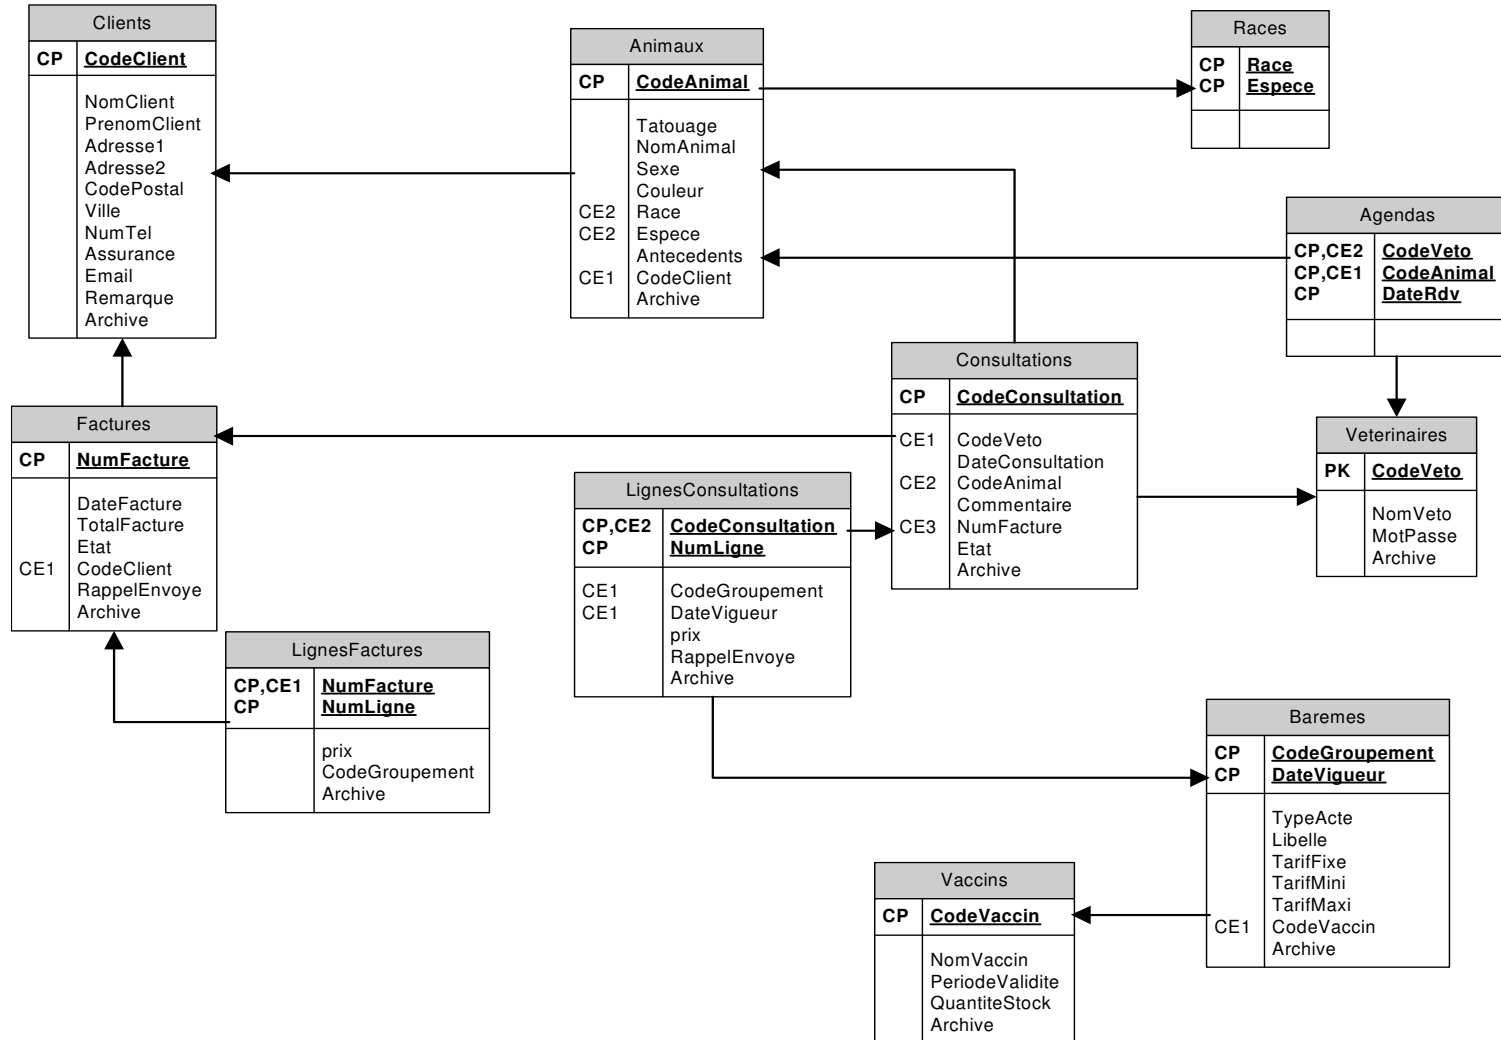 Clients
CP CodeClient
NomClient
PrenomClient
Adresse1
Adresse2
CodePostal
Ville
NumTel
Assurance
Email
Remarque
Archive
Animaux
CP CodeAnimal
Tatouage
NomAnimal
Sexe
Couleur
CE2 Race
CE2 Espece
Antecedents
CE1 CodeClient
Archive
Races
CP Race
CP Espece
Agendas
CP,CE2 CodeVeto
CP,CE1 CodeAnimal
CP DateRdv
Consultations
CP CodeConsultation
CE1 CodeVeto
DateConsultation
CE2 CodeAnimal
Commentaire
CE3 NumFacture
Etat
Archive
Veterinaires
PK CodeVeto
NomVeto
MotPasse
Archive
Factures
CP NumFacture
DateFacture
TotalFacture
Etat
CE1 CodeClient
RappelEnvoye
Archive
LignesConsultations
CP,CE2 CodeConsultation
CP NumLigne
CE1 CodeGroupement
CE1 DateVigueur
prix
RappelEnvoye
Archive
LignesFactures
CP,CE1 NumFacture
CP NumLigne
prix
CodeGroupement
Archive
Baremes
CP CodeGroupement
CP DateVigueur
TypeActe
Libelle
TarifFixe
TarifMini
TarifMaxi
CE1 CodeVaccin
Archive
Vaccins
CP CodeVaccin
NomVaccin
PeriodeValidite
QuantiteStock
Archive